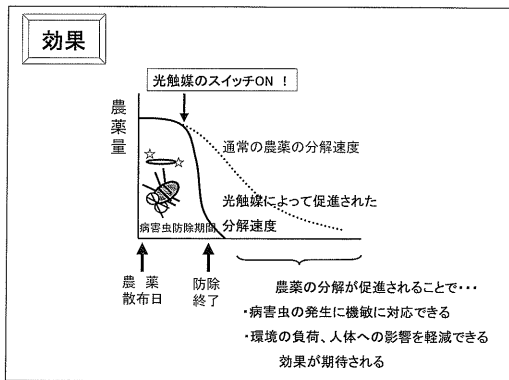 効果
光触媒のスイッチON ！
農薬量
通常の農薬の分解速度
光触媒によって促進された
分解速度
病害虫防除期間
農　薬
散布日
防除
終了
農薬の分解が促進されることで・・・
・病害虫の発生に機敏に対応できる
・環境の負荷、人体への影響を軽減できる
効果が期待される